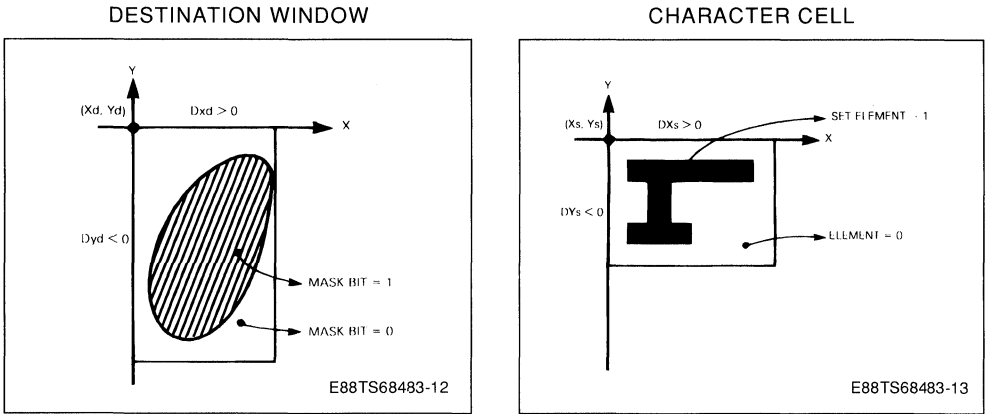 DESTINATION WINDOW
Y
(Xd, Yd)
Dxd > 0
X
Dyd < 0
MASK BIT = 1
MASK BIT = 0
E88TS68483-12
CHARACTER CELL
Y
(Xs, Ys)
DXs > 0
SET ELEMENT - 1
X
DYs < 0
ELEMENT = 0
E88TS68483-13